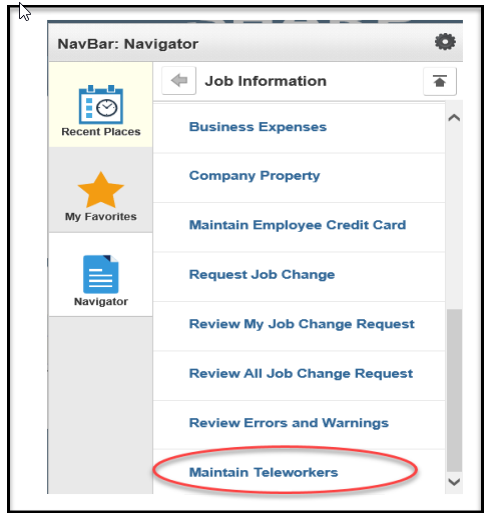 NavBar: Navigator
Job Information
Recent Places
My Favorites
Navigator
Business Expenses
Company Property
Maintain Employee Credit Card
Request Job Change
Review My Job Change Request
Review All Job Change Request
Review Errors and Warnings
Maintain Teleworkers